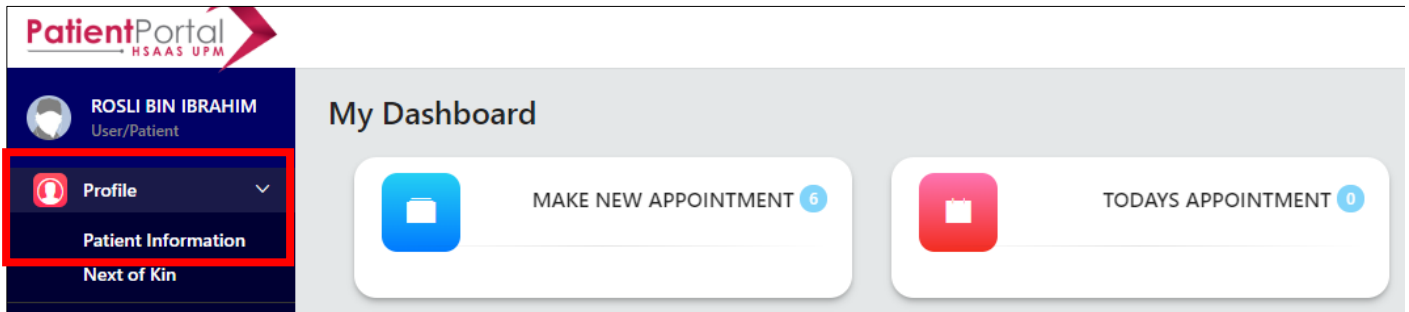 PatientPortal
HSAAS UPM
ROSLI BIN IBRAHIM
User/Patient
Profile
Patient Information
Next of Kin
My Dashboard
MAKE NEW APPOINTMENT 6
TODAYS APPOINTMENT 0